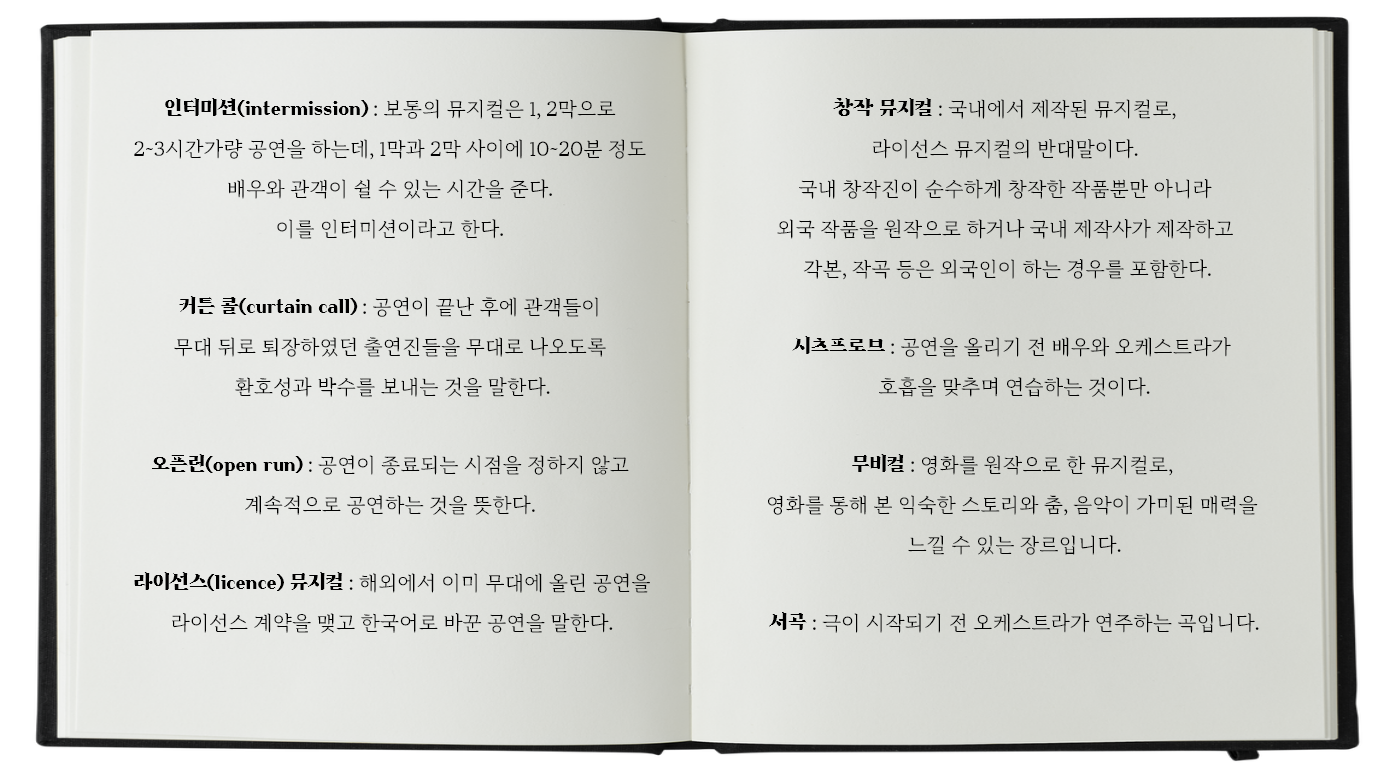 인터미션(intermission) : 보통의 뮤지컬은 1, 2막으로
2~3시간가량 공연을 하는데, 1막과 2막 사이에 10~20분 정도
배우와 관객이 쉴 수 있는 시간을 준다.
이를 인터미션이라고 한다.
커튼 콜(curtain call) : 공연이 끝난 후에 관객들이
무대 뒤로 퇴장하였던 출연진들을 무대로 나오도록
환호성과 박수를 보내는 것을 말한다.
오픈런(open run) : 공연이 종료되는 시점을 정하지 않고
계속적으로 공연하는 것을 뜻한다.
라이선스(licence) 뮤지컬 : 해외에서 이미 무대에 올린 공연을
라이선스 계약을 맺고 한국어로 바꾼 공연을 말한다.
창작 뮤지컬 : 국내에서 제작된 뮤지컬로,
라이선스 뮤지컬의 반대말이다.
국내 창작진이 순수하게 창작한 작품뿐만 아니라
외국 작품을 원작으로 하거나 국내 제작사가 제작하고
각본, 작곡 등은 외국인이 하는 경우를 포함한다.
시츠프로브 : 공연을 올리기 전 배우와 오케스트라가
호흡을 맞추며 연습하는 것이다.
무비컬 : 영화를 원작으로 한 뮤지컬로,
영화를 통해 본 익숙한 스토리와 춤, 음악이 가미된 매력을
느낄 수 있는 장르입니다.
서곡 : 극이 시작되기 전 오케스트라가 연주하는 곡입니다.